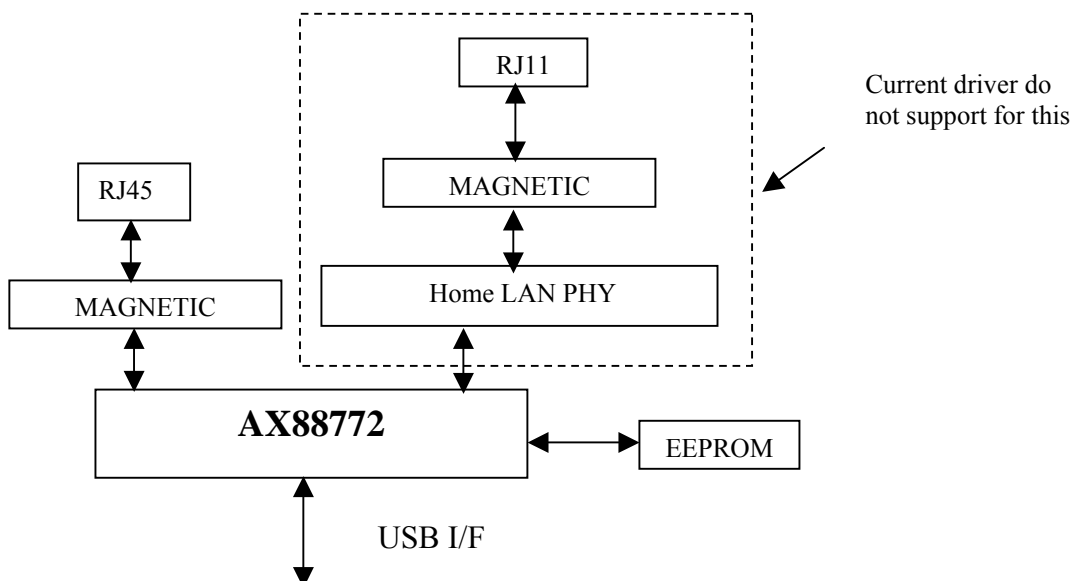 RJ11
Current driver do
not support for this
MAGNETIC
RJ45
Home LAN PHY
MAGNETIC
AX88772
EEPROM
USB I/F